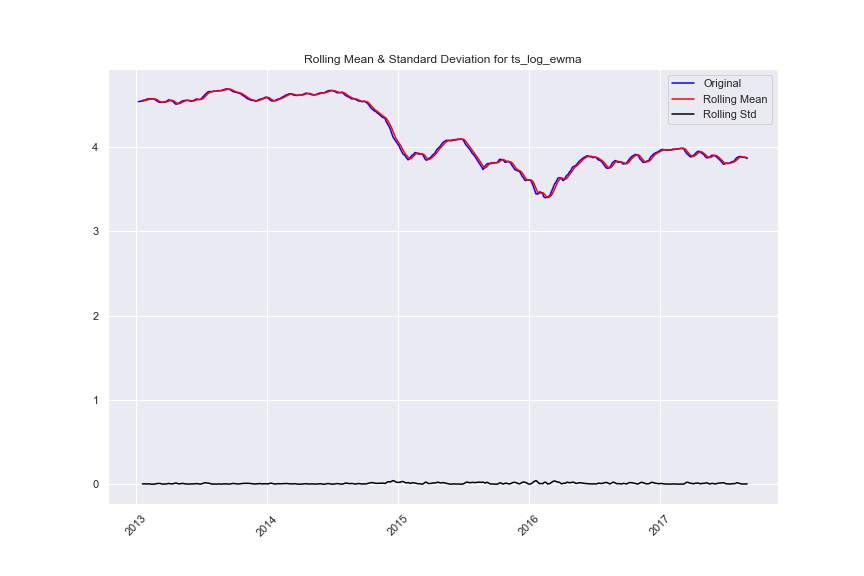 Rolling Mean & Standard Deviation for ts_log_ewma
Original
Rolling Mean
Rolling Std
4
3
2
1
0
2013
2014
2015
2016
2017